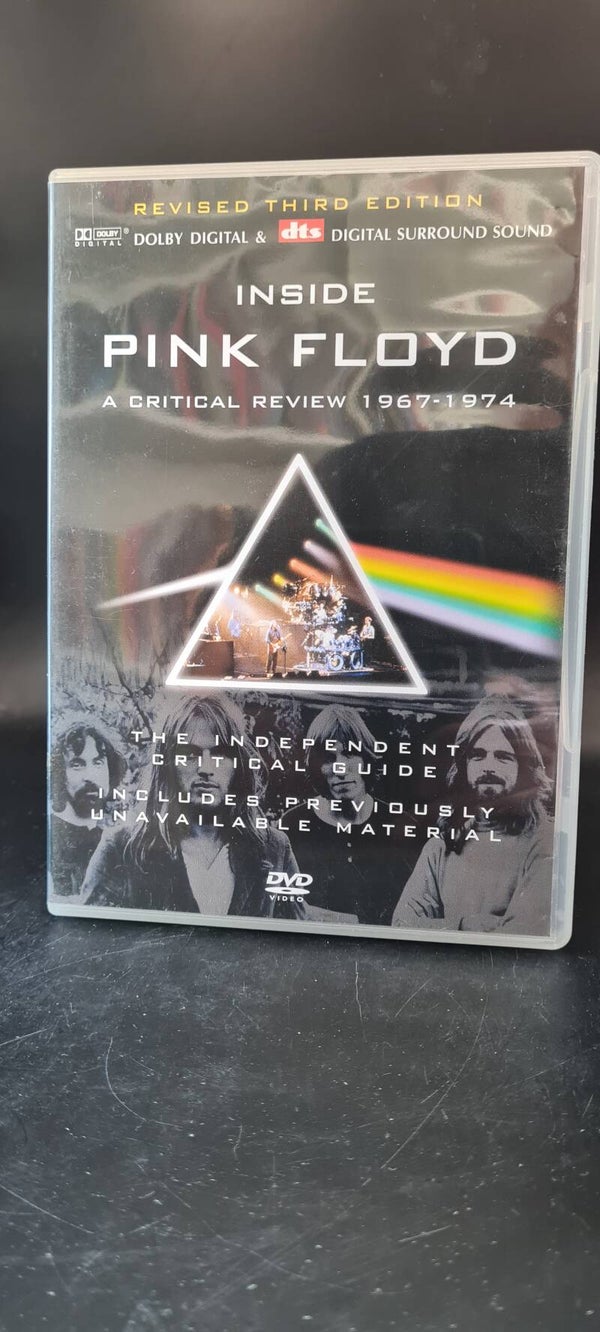 REVISED THIRD EDITION
DOLBY DIGITAL® DOLBY DIGITAL & dts DIGITAL SURROUND SOUND
INSIDE
PINK FLOYD
A CRITICAL REVIEW 1967-1974
THE INDEPENDENT
CRITICAL GUIDE
INCLUDES PREVIOUSLY
UNAVAILABLE MATERIAL
DVD
VIDEO